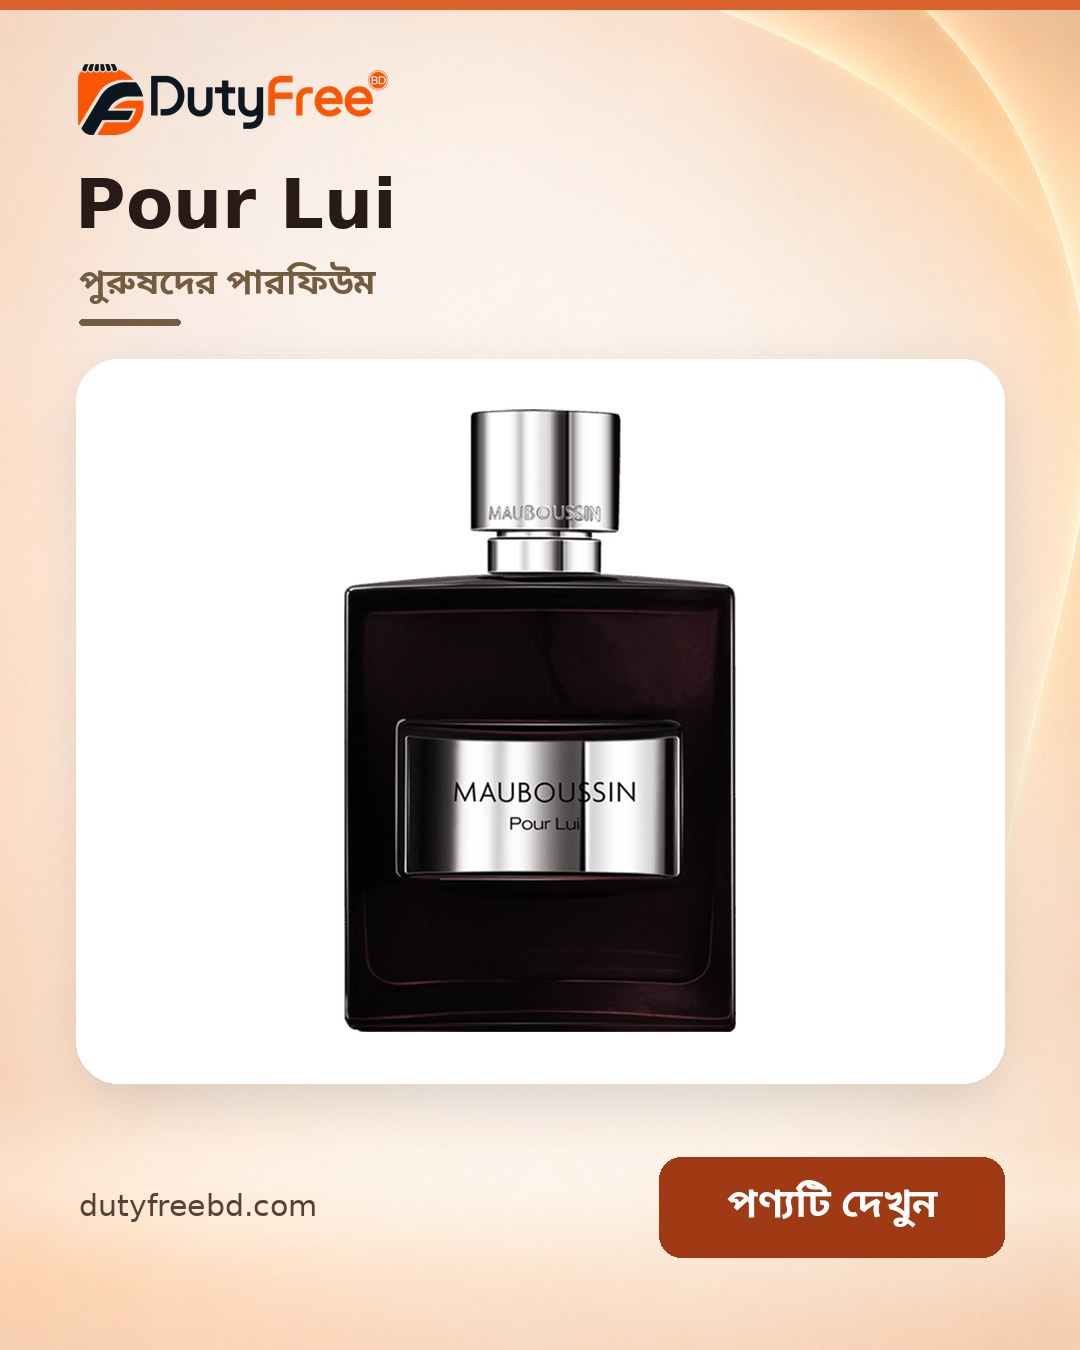 DutyFree BD
Pour Lui
পুরুষদের পারফিউম
MAUBOUSSIN
MAUBOUSSIN
Pour Lui
dutyfreebd.com
পণ্যটি দেখুন